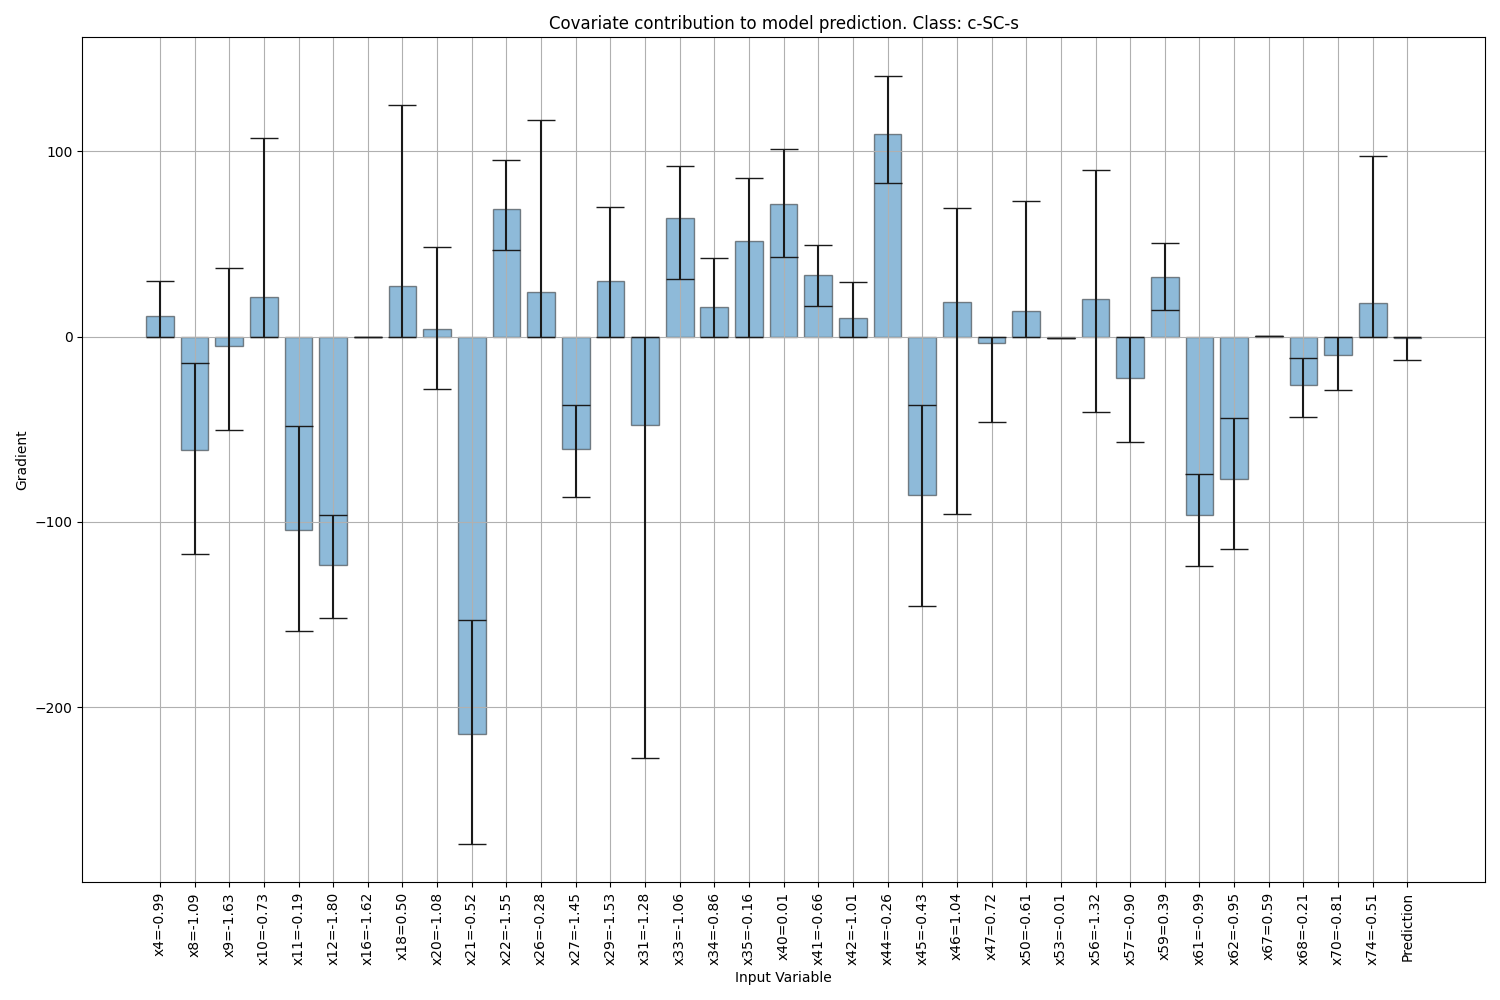 Covariate contribution to model prediction. Class: c-SC-s
Gradient
100
0
−100
−200
x4=-0.99
x8=-1.09
x9=-1.63
x10=-0.73
x11=-0.19
x12=-1.80
x16=-1.62
x18=0.50
x20=-1.08
x21=-0.52
x22=-1.55
x26=-0.28
x27=-1.45
x29=-1.53
x31=-1.28
x33=-1.06
x34=-0.86
x35=-0.16
x40=0.01
x41=-0.66
x42=-1.01
x44=-0.26
x45=-0.43
x46=1.04
x47=-0.72
x50=-0.61
x53=-0.01
x56=-1.32
x57=-0.90
x59=0.39
x61=-0.99
x62=-0.95
x67=-0.59
x68=-0.21
x70=-0.81
x74=-0.51
Prediction
Input Variable